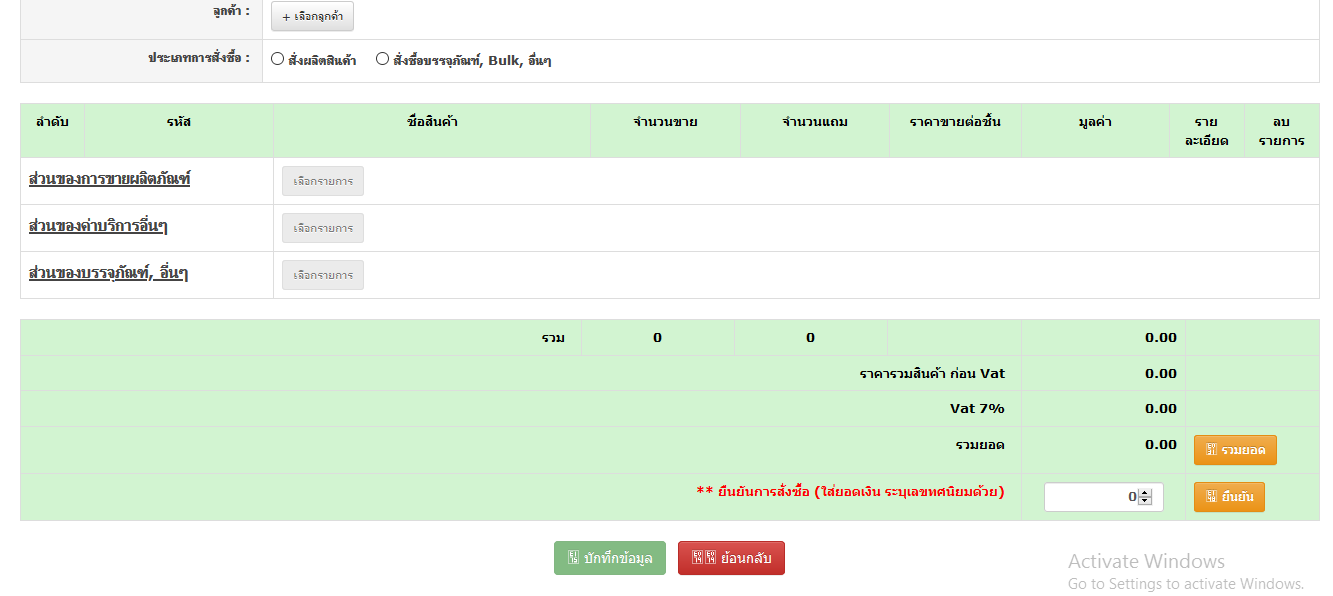 ลูกค้า :
+ เลือกลูกค้า
ประเภทการสั่งซื้อ :
สั่งผลิตสินค้า
สั่งซื้อบรรจุภัณฑ์, Bulk, อื่นๆ
ลำดับ รหัส ชื่อสินค้า จำนวนขาย จำนวนแถม ราคาขายต่อชิ้น มูลค่า ราย ลบ
ละเอียด รายการ
ส่วนของการขายผลิตภัณฑ์ เลือกรายการ
ส่วนของค่าบริการอื่นๆ เลือกรายการ
ส่วนของบรรจุภัณฑ์, อื่นๆ เลือกรายการ
รวม 0 0 0.00
ราคารวมสินค้า ก่อน Vat 0.00
Vat 7% 0.00
รวมยอด 0.00 รวมยอด
** ยืนยันการสั่งซื้อ (ใส่ยอดเงิน ระบุเลขทศนิยมด้วย) 0 ยืนยัน
บันทึกข้อมูล ย้อนกลับ
Activate Windows
Go to Settings to activate Windows.